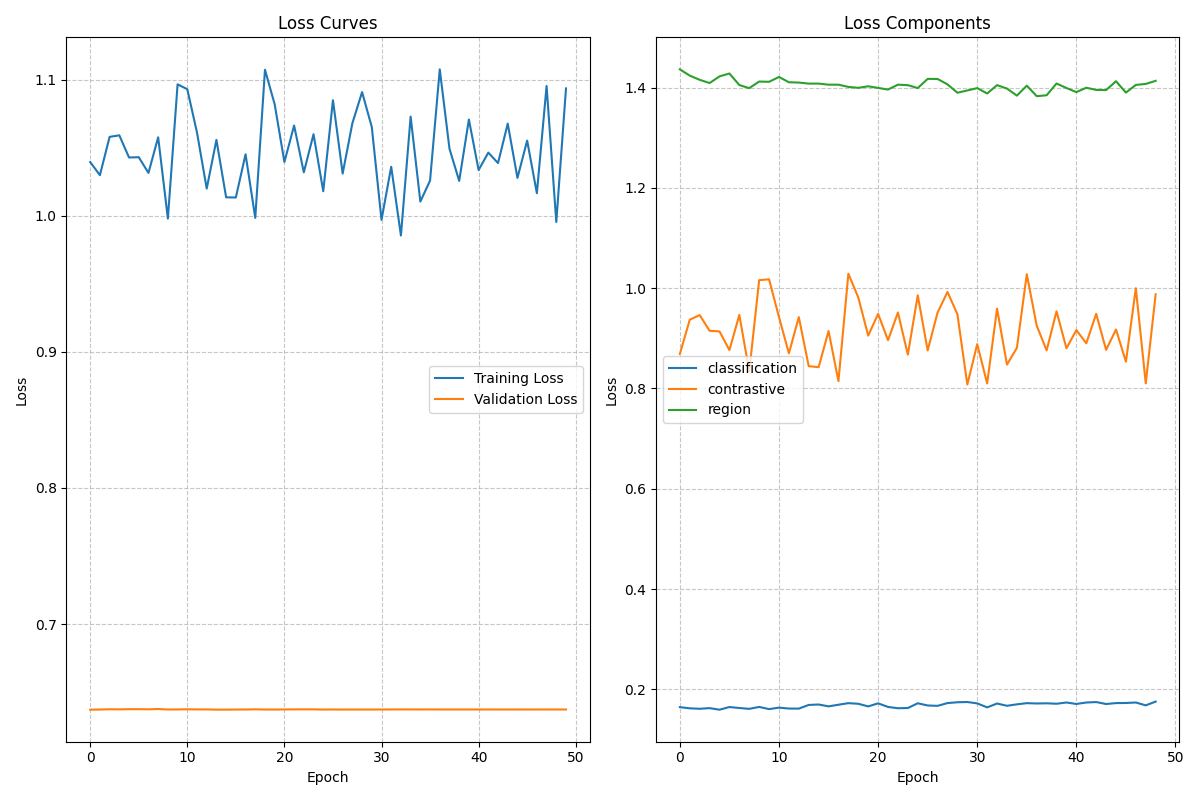 Loss Curves
1.1
1.0
0.9
0.8
0.7
Loss
Training Loss
Validation Loss
0 10 20 30 40 50
Epoch
Loss Components
1.4
1.2
1.0
0.8
0.6
0.4
0.2
Loss
classification
contrastive
region
0 10 20 30 40 50
Epoch